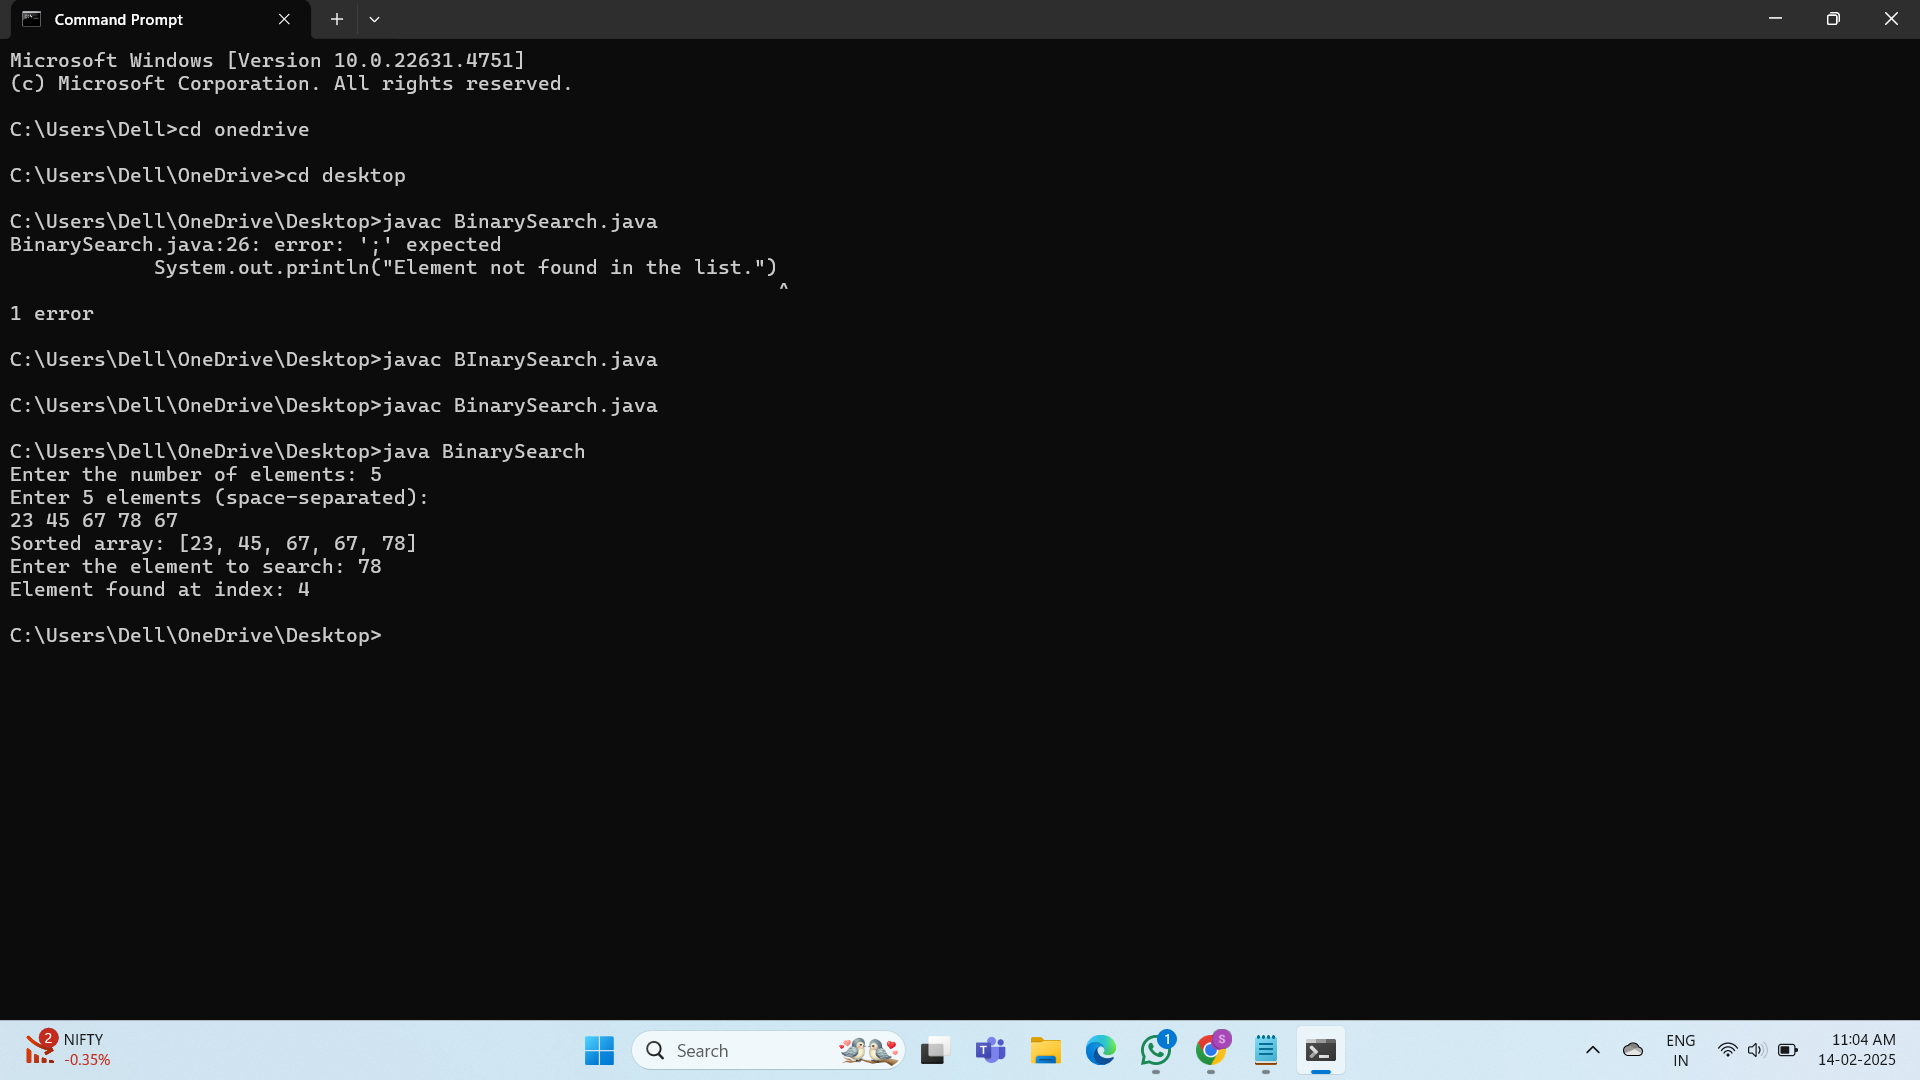 Command Prompt
Microsoft Windows [Version 10.0.22631.4751]
(c) Microsoft Corporation. All rights reserved.
C:\Users\Dell>cd onedrive
C:\Users\Dell\OneDrive>cd desktop
C:\Users\Dell\OneDrive\Desktop>javac BinarySearch.java
BinarySearch.java:26: error: ';' expected
            System.out.println("Element not found in the list.")
                                                                ^
1 error
C:\Users\Dell\OneDrive\Desktop>javac BInarySearch.java
C:\Users\Dell\OneDrive\Desktop>javac BinarySearch.java
C:\Users\Dell\OneDrive\Desktop>java BinarySearch
Enter the number of elements: 5
Enter 5 elements (space-separated):
23 45 67 78 67
Sorted array: [23, 45, 67, 67, 78]
Enter the element to search: 78
Element found at index: 4
C:\Users\Dell\OneDrive\Desktop>
2
NIFTY
-0.35%
Search
T
1
S
ENG
IN
11:04 AM
14-02-2025